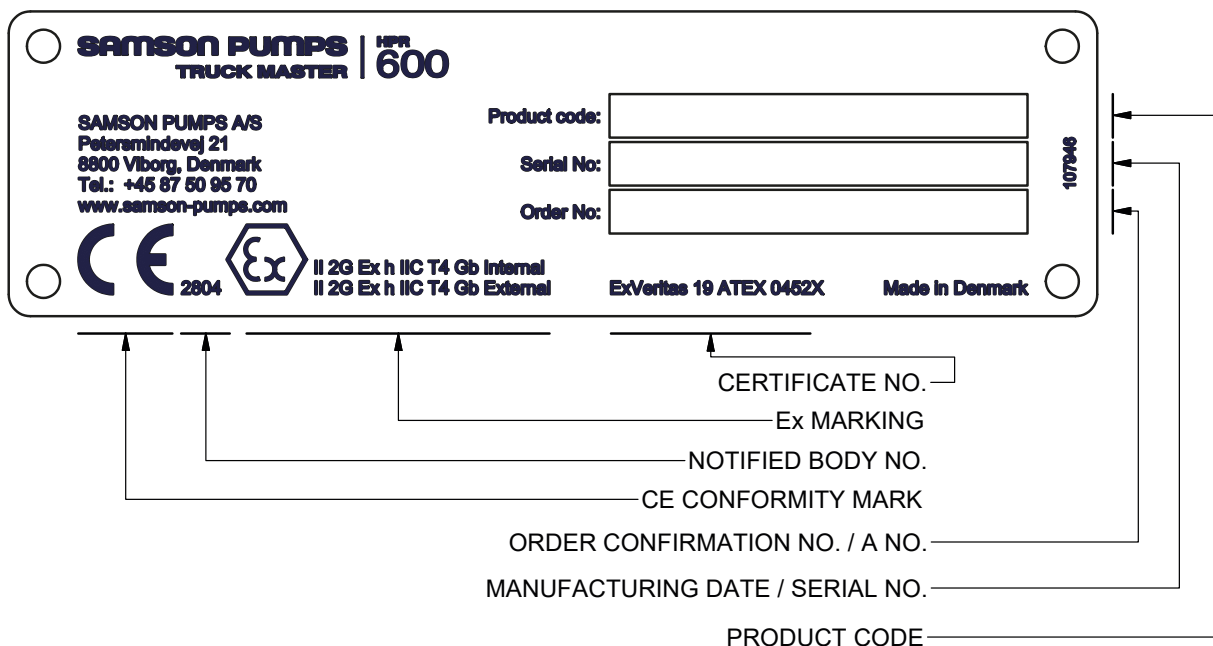 SAMSON PUMPS
TRUCK MASTER
HPR
600
SAMSON PUMPS A/S
Petersmindevej 21
8800 Viborg, Denmark
Tel.: +45 87 50 95 70
www.samson-pumps.com
Product code:
Serial No:
Order No:
107946
CE
2804
Ex
II 2G Ex h IIC T4 Gb Internal
II 2G Ex h IIC T4 Gb External
ExVeritas 19 ATEX 0452X
Made in Denmark
CERTIFICATE NO.
Ex MARKING
NOTIFIED BODY NO.
CE CONFORMITY MARK
ORDER CONFIRMATION NO. / A NO.
MANUFACTURING DATE / SERIAL NO.
PRODUCT CODE